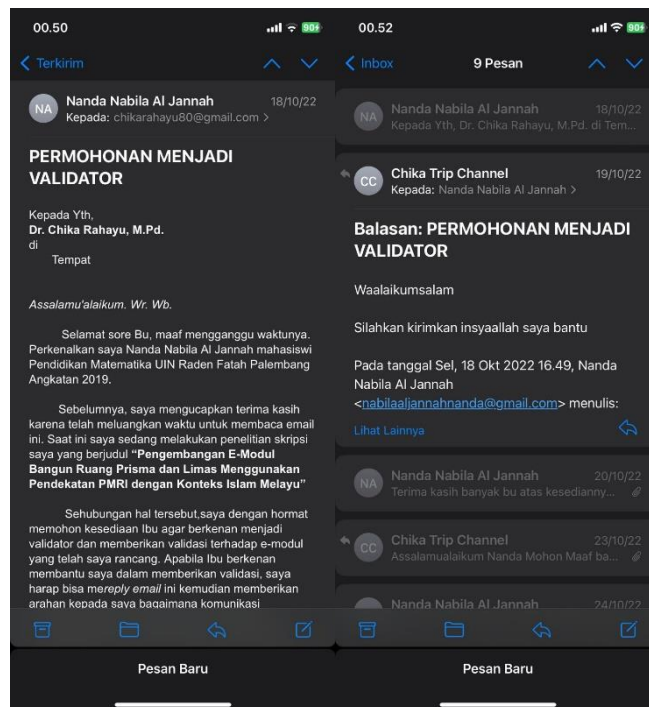 00.50
90
Terkirim
NA
Nanda Nabila Al Jannah
18/10/22
Kepada: chikarahayu80@gmail.com >
PERMOHONAN MENJADI
VALIDATOR
Kepada Yth,
Dr. Chika Rahayu, M.Pd.
di
Tempat
Assalamu'alaikum. Wr. Wb.
Selamat sore Bu, maaf mengganggu waktunya.
Perkenalkan saya Nanda Nabila Al Jannah mahasiswi
Pendidikan Matematika UIN Raden Fatah Palembang
Angkatan 2019.
Sebelumnya, saya mengucapkan terima kasih
karena telah meluangkan waktu untuk membaca email
ini. Saat ini saya sedang melakukan penelitian skripsi
saya yang berjudul “Pengembangan E-Modul
Bangun Ruang Prisma dan Limas Menggunakan
Pendekatan PMRI dengan Konteks Islam Melayu”
Sehubungan hal tersebut,saya dengan hormat
memohon kesediaan Ibu agar berkenan menjadi
validator dan memberikan validasi terhadap e-modul
yang telah saya rancang. Apabila Ibu berkenan
membantu saya dalam memberikan validasi, saya
harap bisa mereply email ini kemudian memberikan
arahan kepada saya bagaimana komunikasi
Pesan Baru
00.52
90
Inbox
9 Pesan
NA
Nanda Nabila Al Jannah
18/10/22
Kepada Yth, Dr. Chika Rahayu, M.Pd. di Tem...
CC
Chika Trip Channel
19/10/22
Kepada: Nanda Nabila Al Jannah >
Balasan: PERMOHONAN MENJADI
VALIDATOR
Waalaikumsalam
Silahkan kirimkan insyaallah saya bantu
Pada tanggal Sel, 18 Okt 2022 16.49, Nanda
Nabila Al Jannah
<nabilaaljannahnanda@gmail.com> menulis:
Lihat Lainnya
NA
Nanda Nabila Al Jannah
20/10/22
Terima kasih banyak bu atas kesedianny...
CC
Chika Trip Channel
23/10/22
Assalamualaikum Nanda Mohon Maaf ba...
Nanda Nabila Al Jannah
24/10/22
Pesan Baru